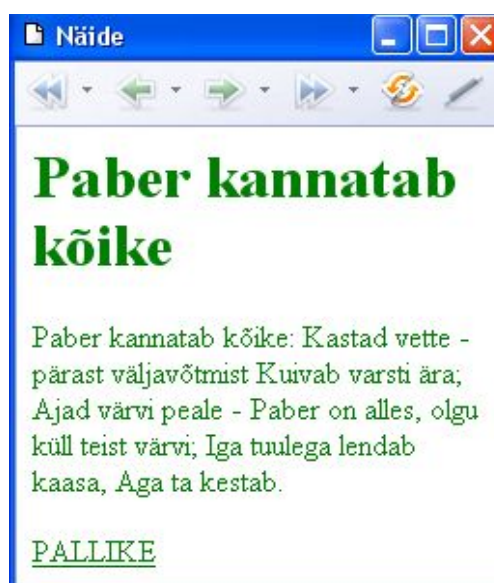 Näide
Paber kannatab
kõike
Paber kannatab kõike: Kastad vette -
pärast väljavõtmist Kuivab varsti ära;
Ajad värvi peale - Paber on alles, olgu
küll teist värvi; Iga tuulega lendab
kaasa, Aga ta kestab.
PALLIKE